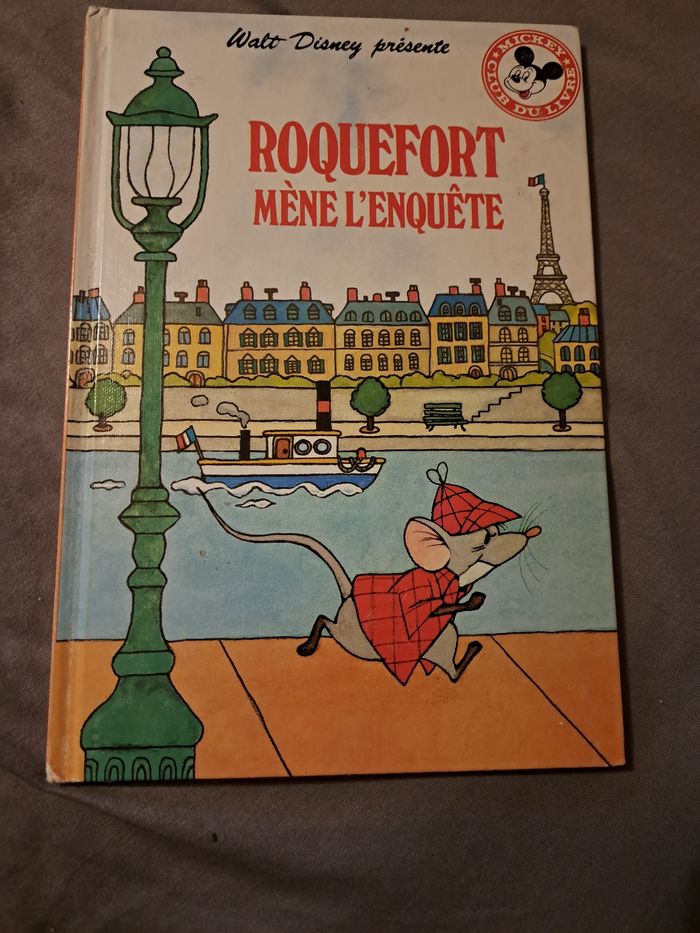 Walt Disney présente
MICKEY
CLUB DU LIVRE
ROQUEFORT
MÈNE L'ENQUÊTE